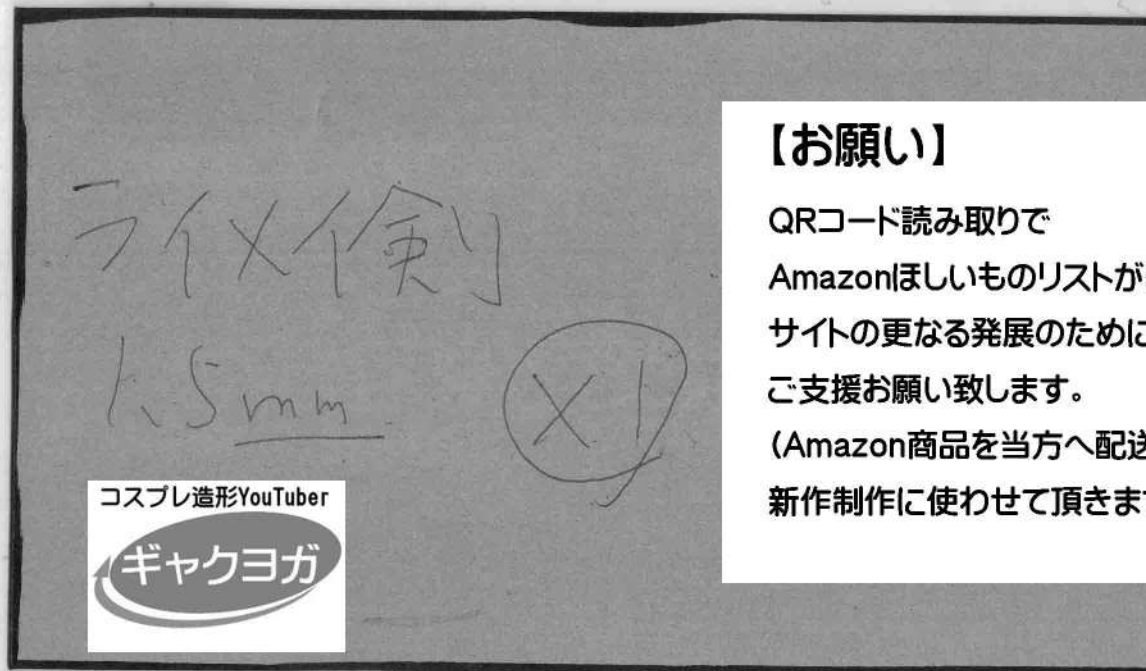 ライメイ剣
1.5mm
×1
コスプレ造形YouTuber
ギャクヨガ
【お願い】
QRコード読み取りで
Amazonほしいものリストが
サイトの更なる発展のために
ご支援お願い致します。
(Amazon商品を当方へ配送
新作制作に使わせて頂きま